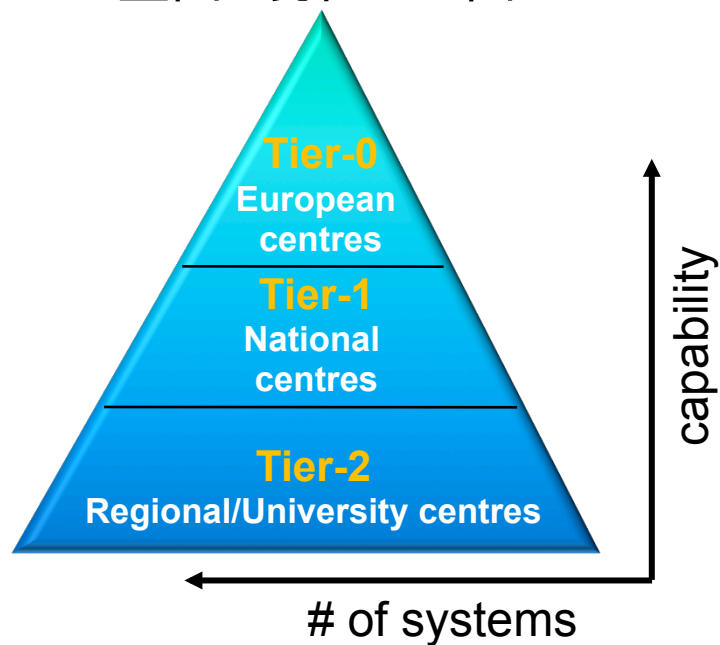 Tier-0
European
centres
Tier-1
National
centres
Tier-2
Regional/University centres
capability
# of systems